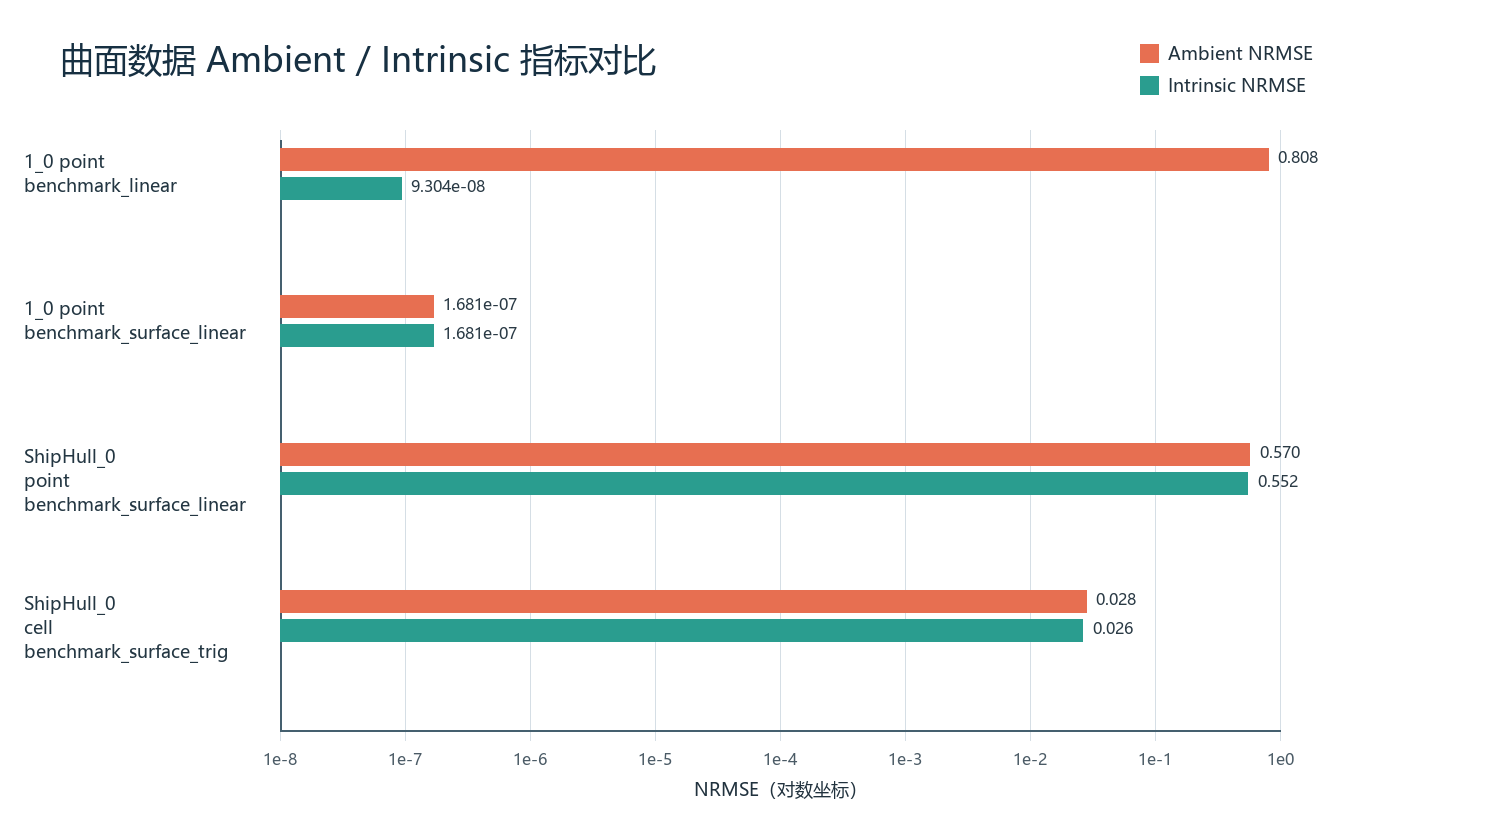 曲面数据 Ambient / Intrinsic 指标对比
Ambient NRMSE
Intrinsic NRMSE
1_0 point
benchmark_linear
0.808
9.304e-08
1_0 point
benchmark_surface_linear
1.681e-07
1.681e-07
ShipHull_0
point
benchmark_surface_linear
0.570
0.552
ShipHull_0
cell
benchmark_surface_trig
0.028
0.026
1e-8 1e-7 1e-6 1e-5 1e-4 1e-3 1e-2 1e-1 1e0
NRMSE（对数坐标）